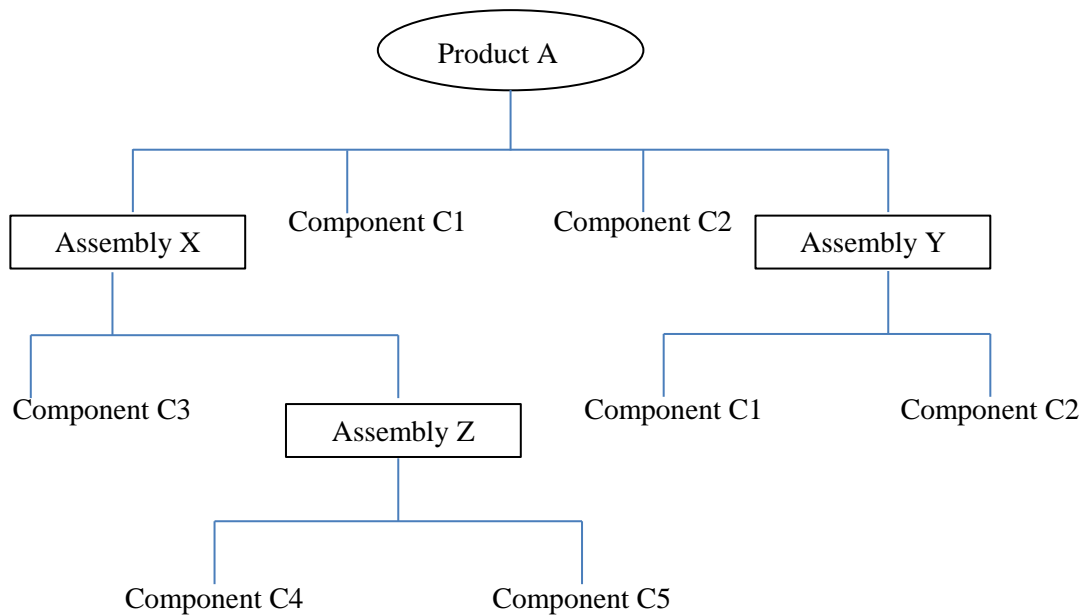 Product A
Component C1
Component C2
Assembly X
Assembly Y
Component C3
Component C1
Component C2
Assembly Z
Component C4
Component C5